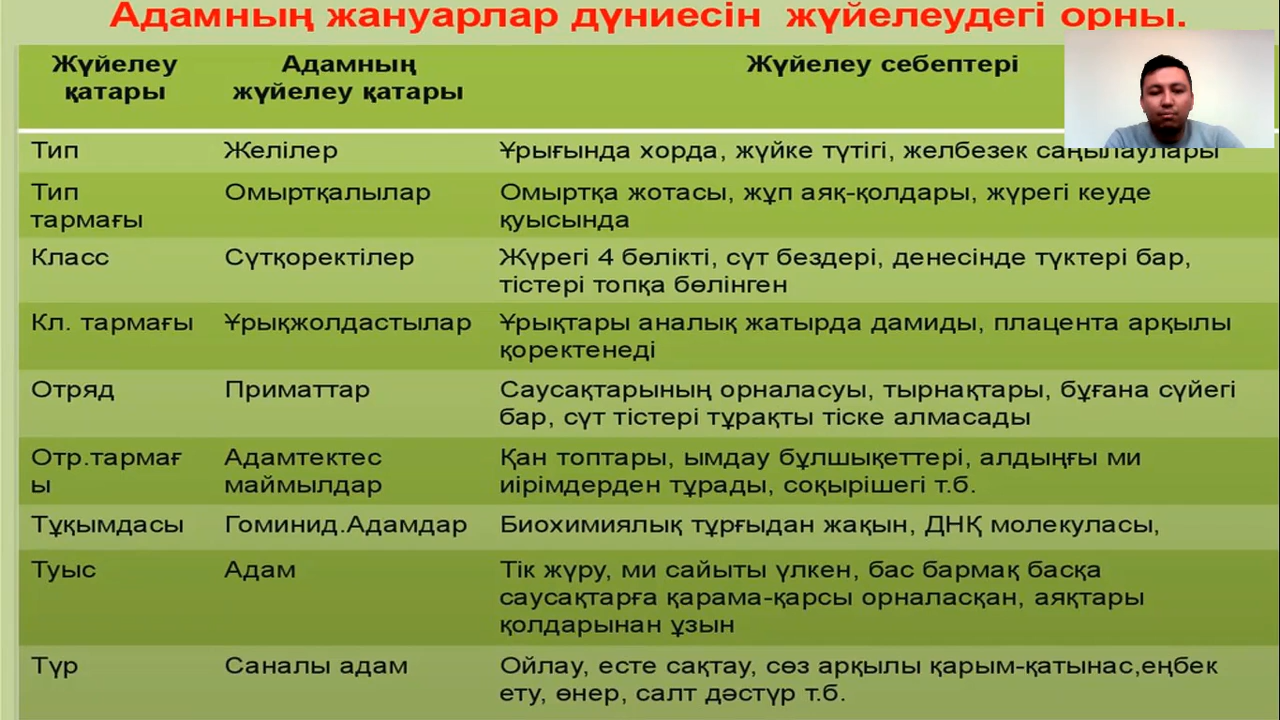 Адамның жануарлар дүниесін жүйелеудегі орны.
Жүйелеу қатары
Адамның жүйелеу қатары
Жүйелеу себептері
Тип
Желілер
Ұрығында хорда, жүйке түтігі, желбезек саңылаулары
Тип тармағы
Омыртқалылар
Омыртқа жотасы, жұп аяқ-қолдары, жүрегі кеуде
қуысында
Класс
Сүтқоректілер
Жүрегі 4 бөлікті, сүт бездері, денесінде түктері бар,
тістері топқа бөлінген
Кл. тармағы
Ұрықжолдастылар
Ұрықтары аналық жатырда дамиды, плацента арқылы
қоректенеді
Отряд
Приматтар
Саусақтарының орналасуы, тырнақтары, бұғана сүйегі
бар, сүт тістері тұрақты тіске алмасады
Отр.тармағ
ы
Адамтектес
маймылдар
Қан топтары, ымдау бұлшықеттері, алдыңғы ми
иірімдерден тұрады, соқырішегі т.б.
Тұқымдасы
Гоминид.Адамдар
Биохимиялық тұрғыдан жақын, ДНҚ молекуласы,
Туыс
Адам
Тік жүру, ми сайыты үлкен, бас бармақ басқа
саусақтарға қарама-қарсы орналасқан, аяқтары
қолдарынан ұзын
Түр
Саналы адам
Ойлау, есте сақтау, сөз арқылы қарым-қатынас,еңбек
ету, өнер, салт дәстүр т.б.